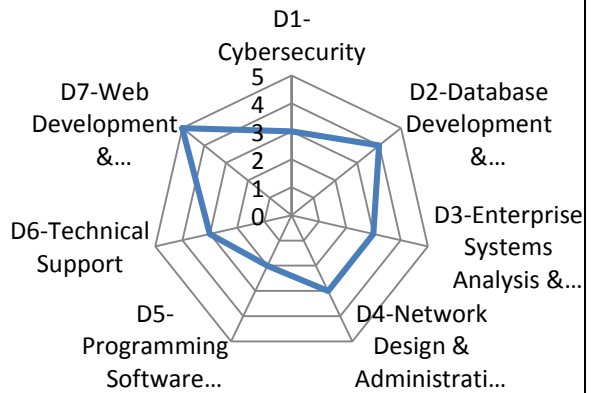 D1-
Cybersecurity
5
4
3
2
1
0
D2-Database
Development
&...
D3-Enterprise
Systems
Analysis &...
D4-Network
Design &
Administrati...
D5-
Programming
Software...
D6-Technical
Support
D7-Web
Development
&...